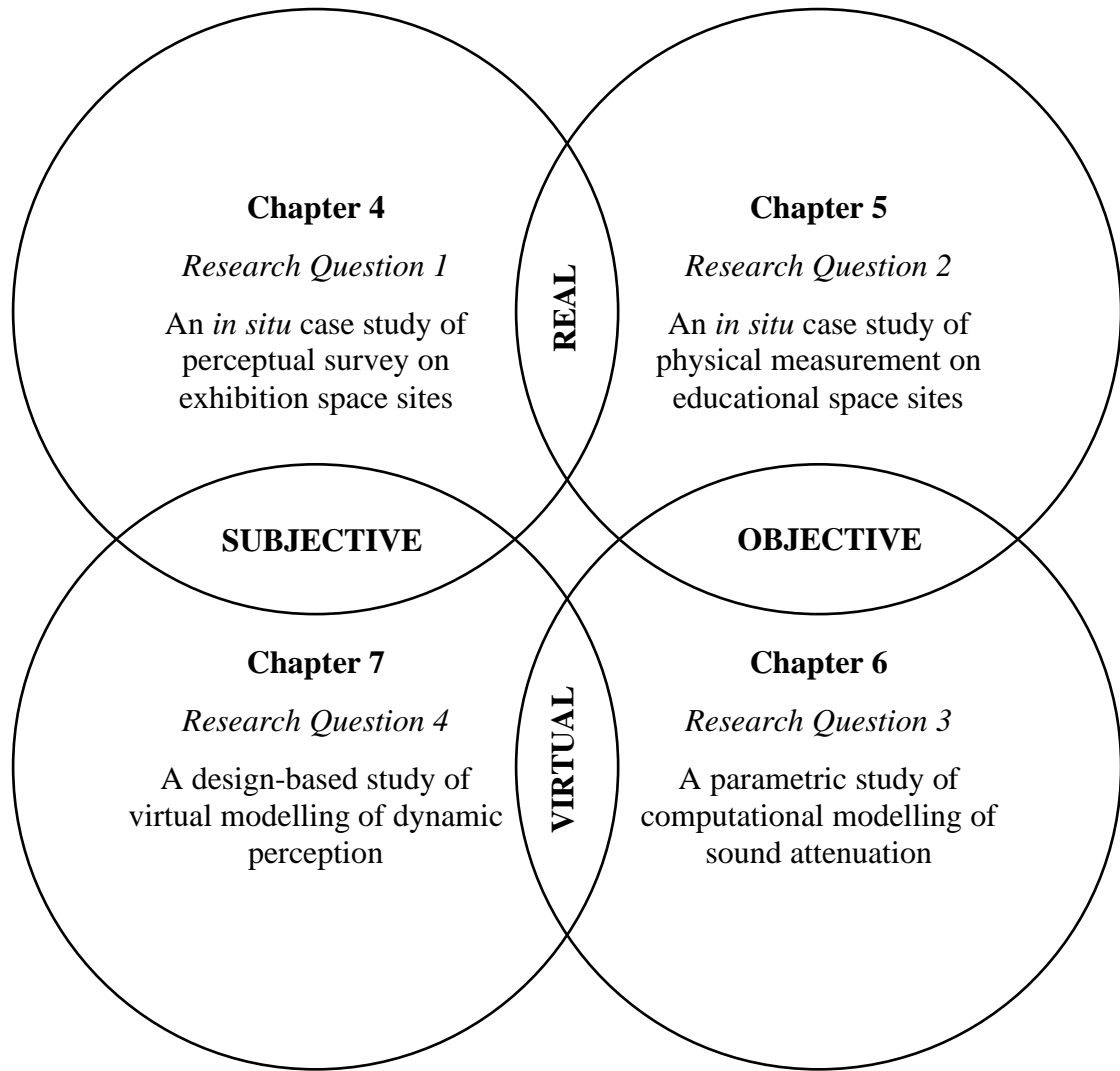 Chapter 4
Research Question 1
An in situ case study of
perceptual survey on
exhibition space sites
REAL
Chapter 5
Research Question 2
An in situ case study of
physical measurement on
educational space sites
SUBJECTIVE
OBJECTIVE
Chapter 7
Research Question 4
A design-based study of
virtual modelling of dynamic
perception
VIRTUAL
Chapter 6
Research Question 3
A parametric study of
computational modelling of
sound attenuation